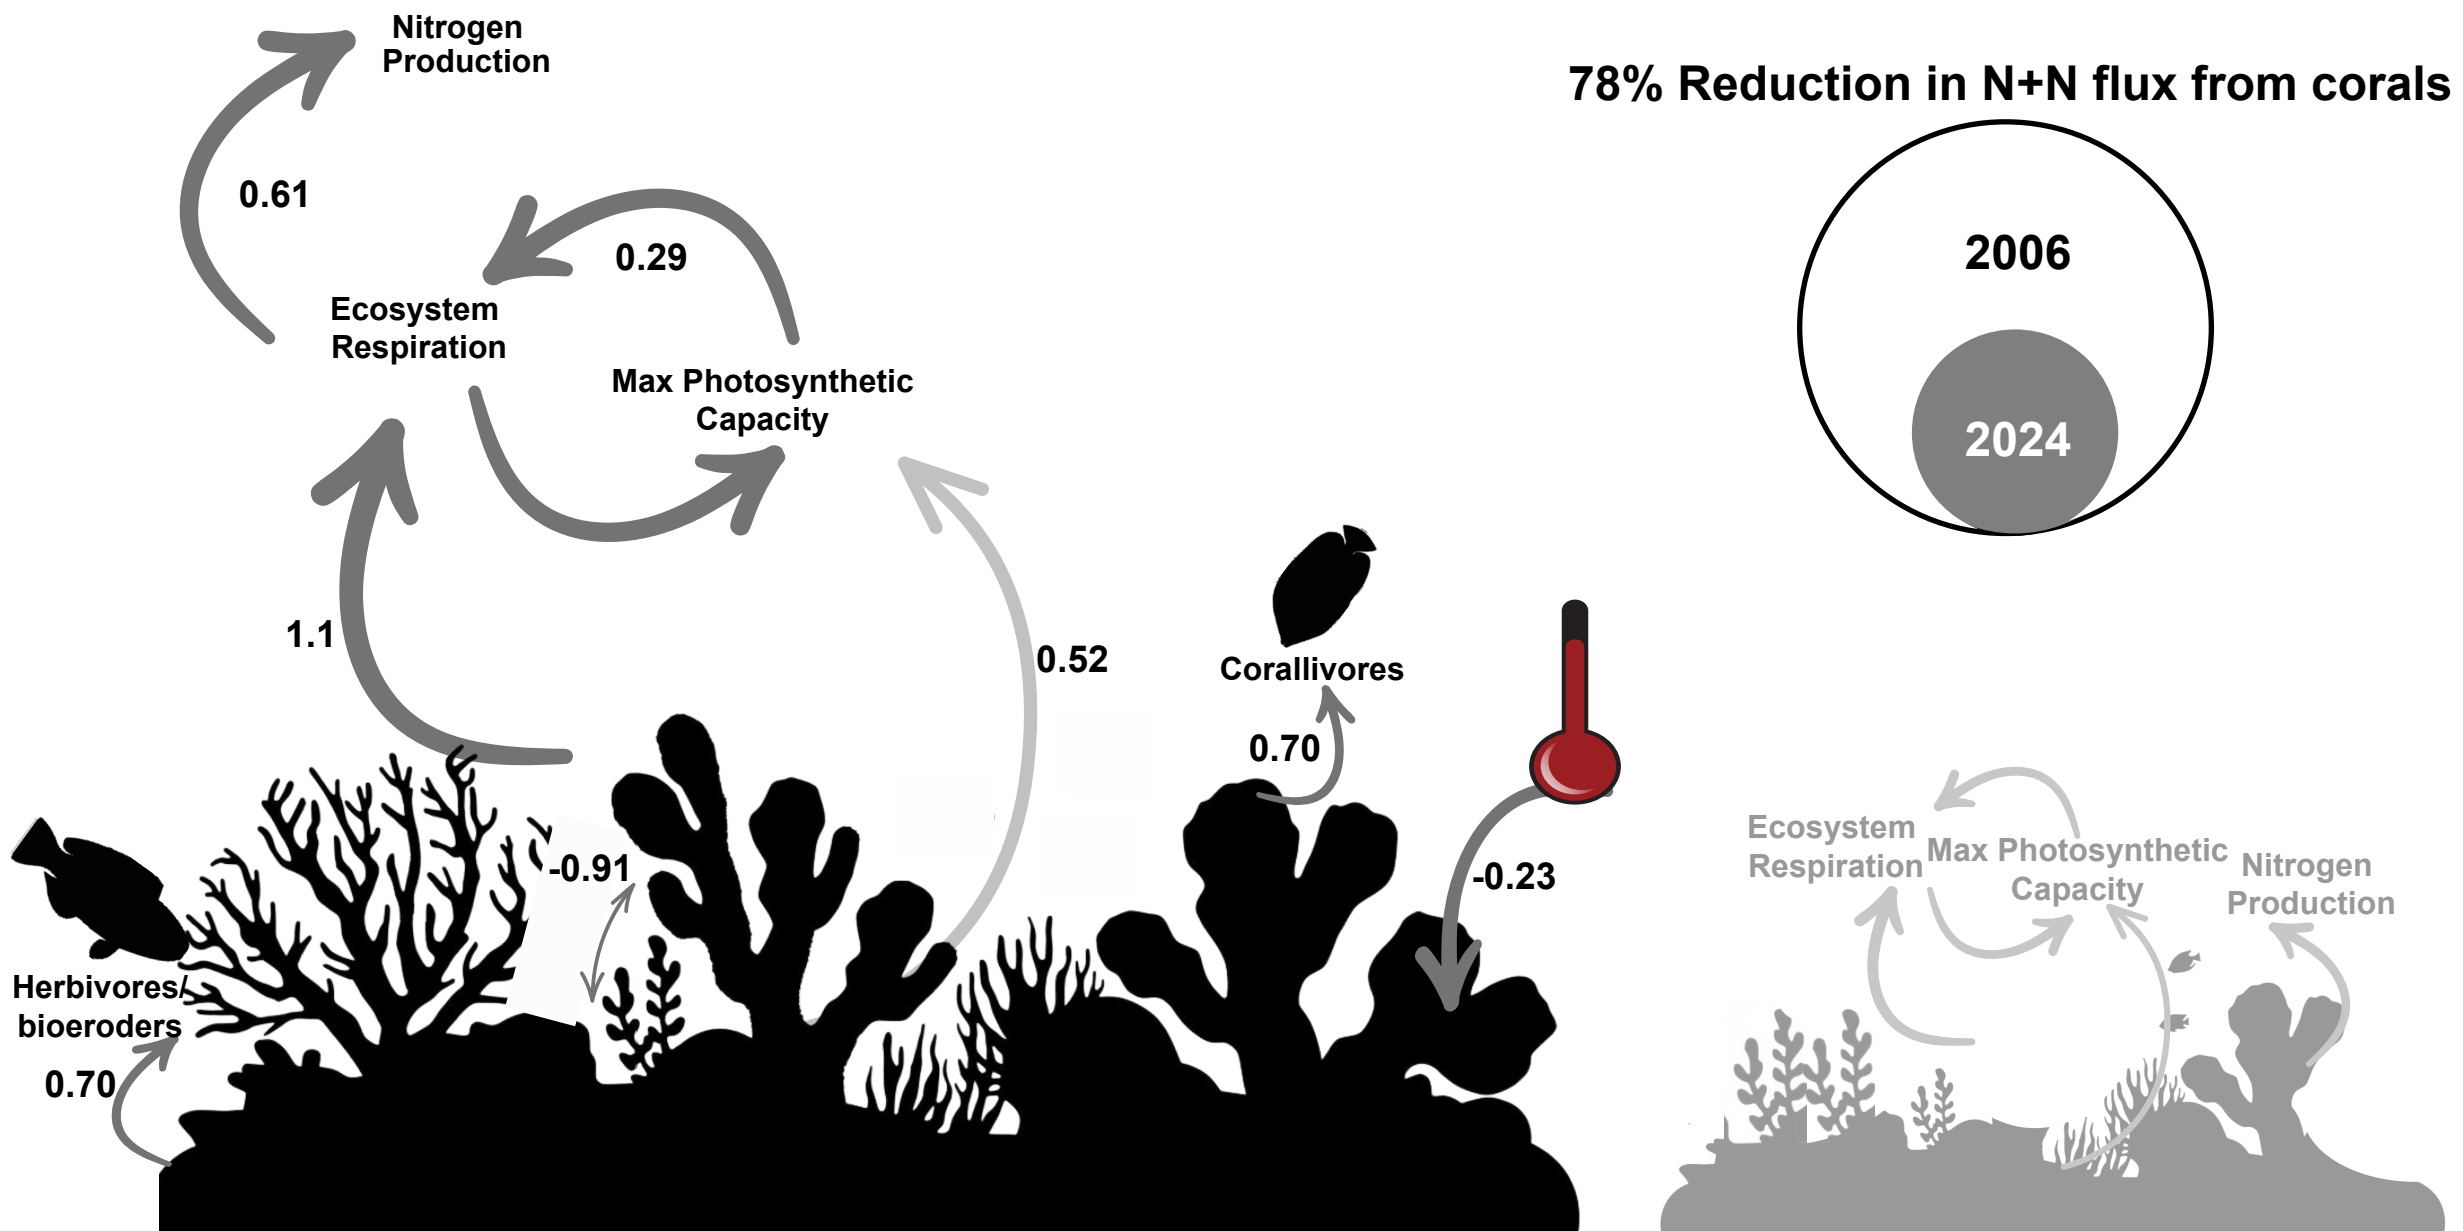 Nitrogen
Production
0.61
0.29
Ecosystem
Respiration
Max Photosynthetic
Capacity
1.1
0.52
-0.91
Herbivores/
bioeroders
0.70
Corallivores
0.70
-0.23
78% Reduction in N+N flux from corals
2006
2024
Ecosystem
Respiration
Max Photosynthetic
Capacity
Nitrogen
Production